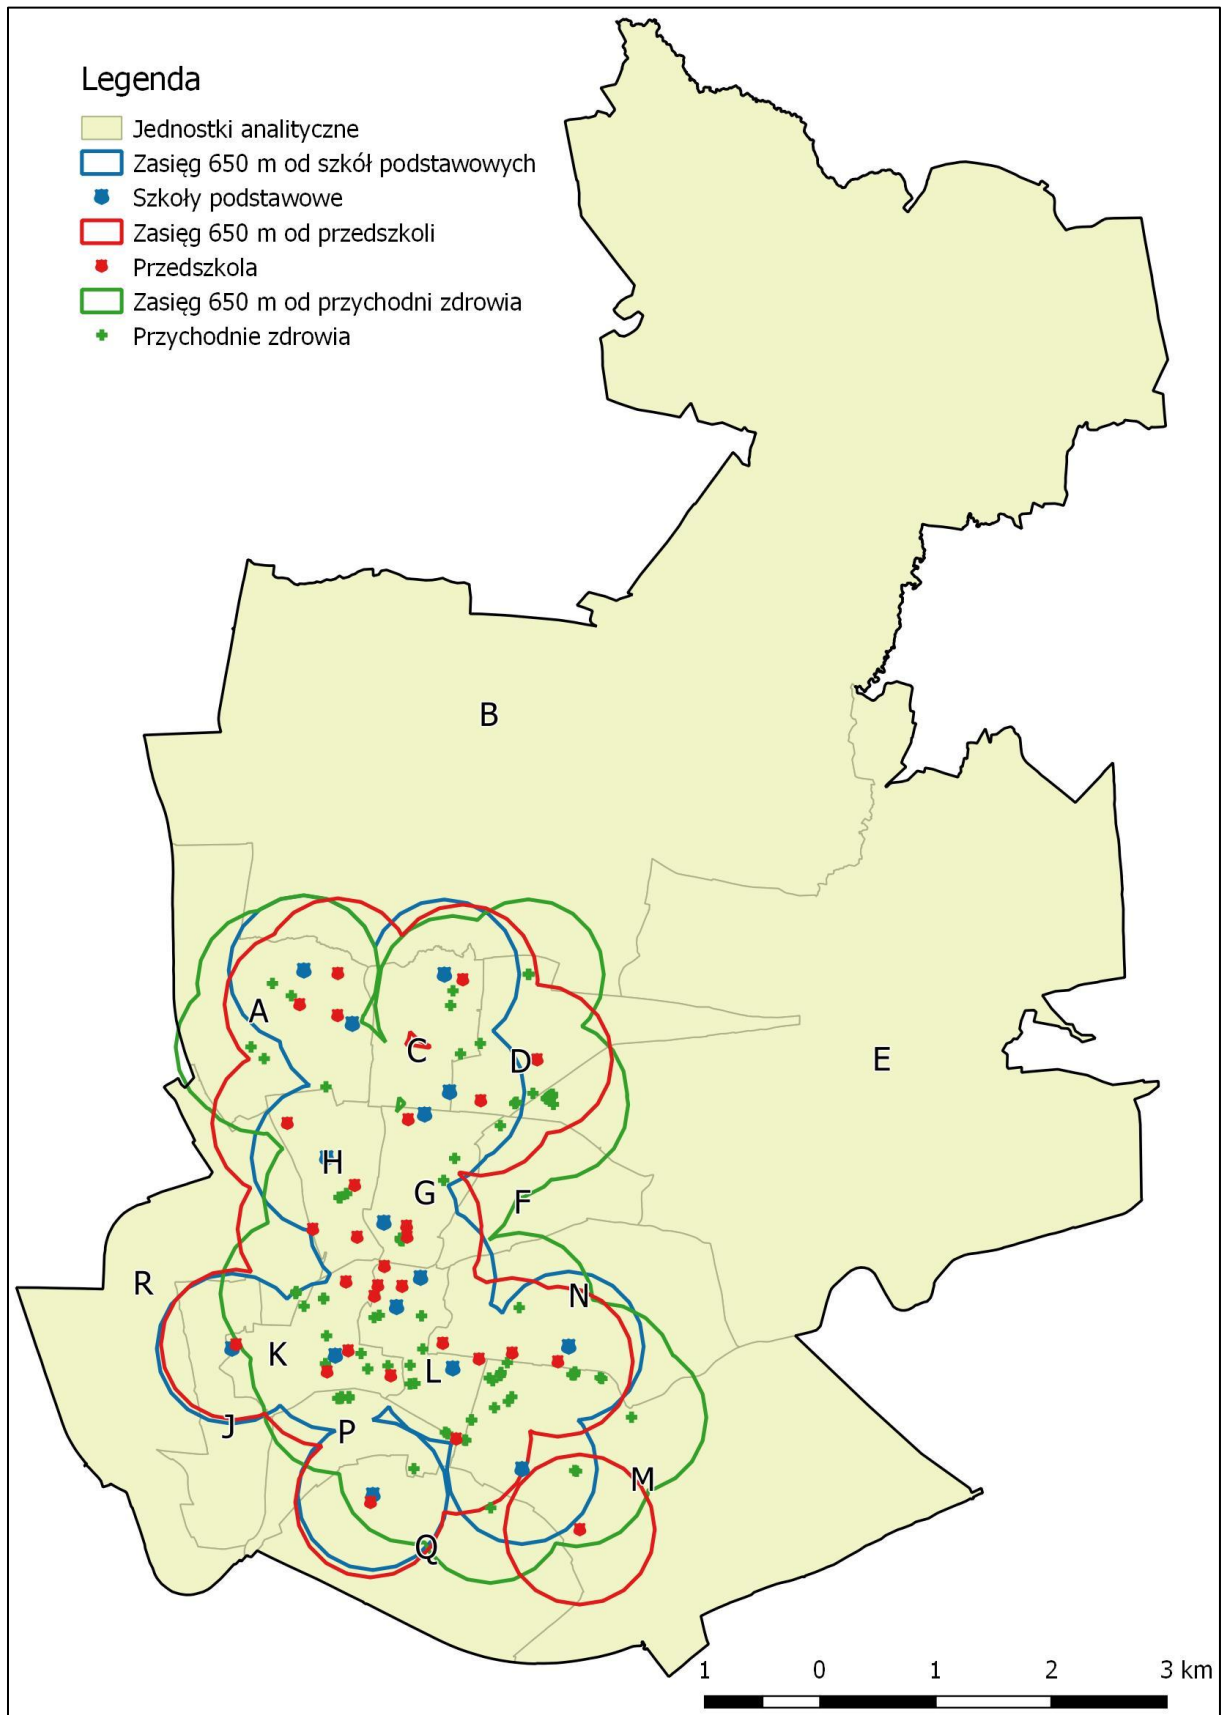 Legenda
Jednostki analityczne
Zasięg 650 m od szkół podstawowych
Szkoły podstawowe
Zasięg 650 m od przedszkoli
Przedszkola
Zasięg 650 m od przychodni zdrowia
Przychodnie zdrowia
B
A
C
D
E
H
G
F
R
N
K
L
J
P
M
Q
1 0 1 2 3 km